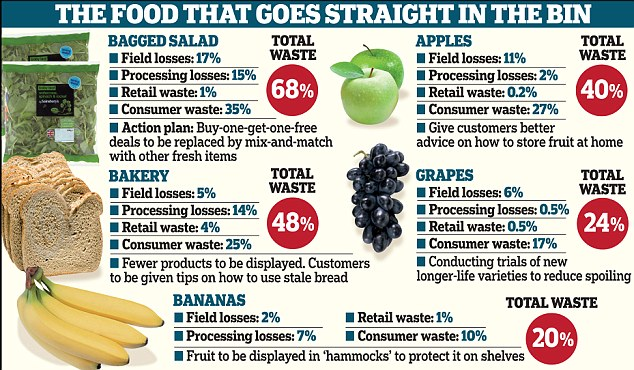 THE FOOD THAT GOES STRAIGHT IN THE BIN
BAGGED SALAD
Field losses: 17%
Processing losses: 15%
Retail waste: 1%
Consumer waste: 35%
Action plan: Buy-one-get-one-free
deals to be replaced by mix-and-match
with other fresh items
TOTAL
WASTE
68%
APPLES
Field losses: 11%
Processing losses: 2%
Retail waste: 0.2%
Consumer waste: 27%
Give customers better
advice on how to store fruit at home
TOTAL
WASTE
40%
BAKERY
Field losses: 5%
Processing losses: 14%
Retail waste: 4%
Consumer waste: 25%
Fewer products to be displayed. Customers
to be given tips on how to use stale bread
TOTAL
WASTE
48%
GRAPES
Field losses: 6%
Processing losses: 0.5%
Retail waste: 0.5%
Consumer waste: 17%
Conducting trials of new
longer-life varieties to reduce spoiling
TOTAL
WASTE
24%
BANANAS
Field losses: 2%
Processing losses: 7%
Retail waste: 1%
Consumer waste: 10%
Fruit to be displayed in ‘hammocks’ to protect it on shelves
TOTAL WASTE
20%